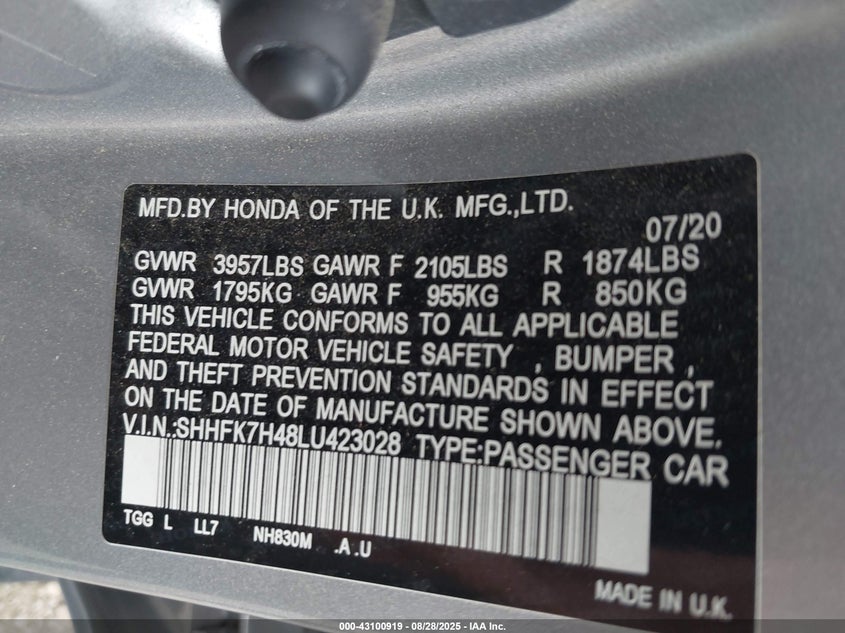 MFD.BY HONDA OF THE U.K. MFG.,LTD.
07/20
GVWR 3957LBS GAWR F 2105LBS R 1874LBS
GVWR 1795KG GAWR F 955KG R 850KG
THIS VEHICLE CONFORMS TO ALL APPLICABLE
FEDERAL MOTOR VEHICLE SAFETY , BUMPER ,
AND THEFT PREVENTION STANDARDS IN EFFECT
ON THE DATE OF MANUFACTURE SHOWN ABOVE.
V.I.N.:SHHFK7H48LU423028 TYPE:PASSENGER CAR
TGG L LL7 NH830M .A .U
MADE IN U.K.
000-43100919 / 08/28/2025 - IAA Inc.